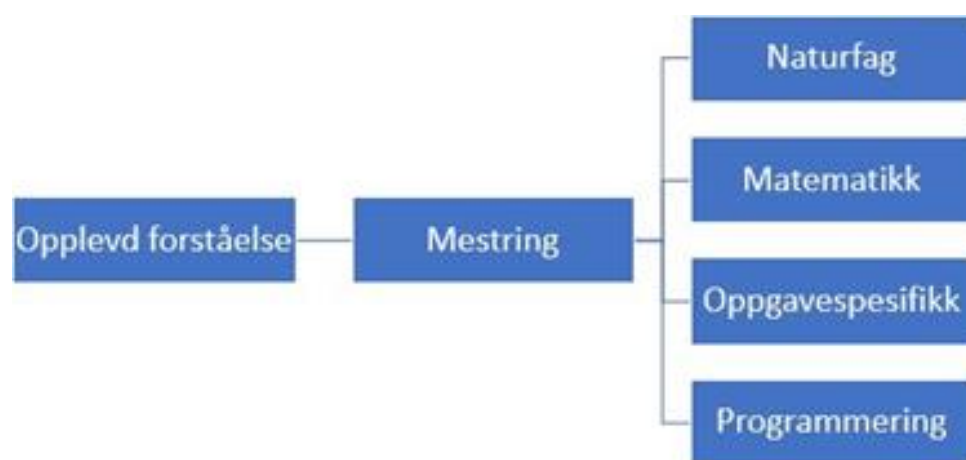 Opplevd forståelse
Mestring
Naturfag
Matematikk
Oppgavespesifikk
Programmering